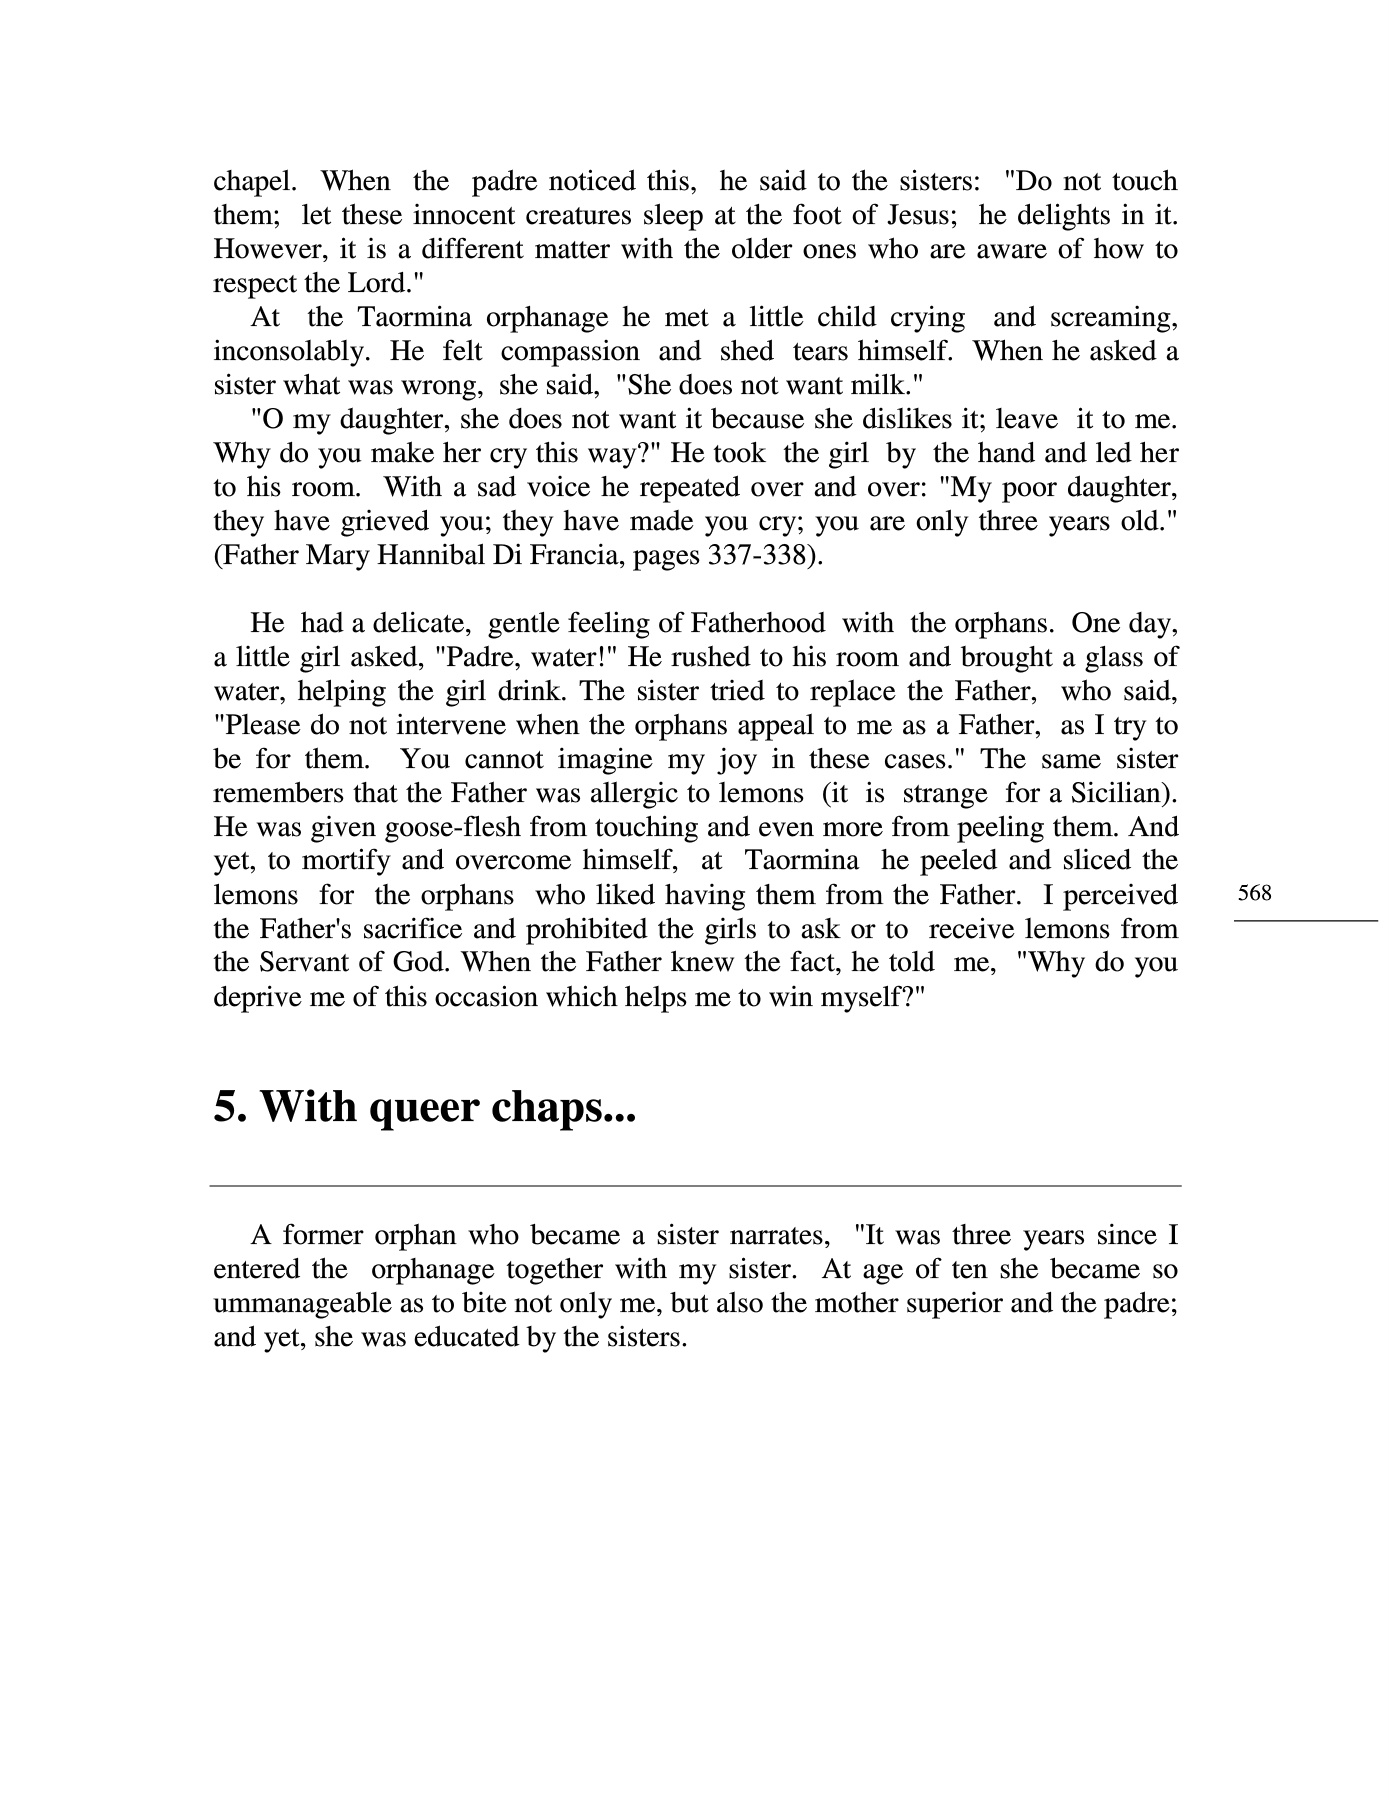 chapel. When the padre noticed this, he said to the sisters: "Do not touch
them; let these innocent creatures sleep at the foot of Jesus; he delights in it.
However, it is a different matter with the older ones who are aware of how to
respect the Lord."
At the Taormina orphanage he met a little child crying and screaming,
inconsolably. He felt compassion and shed tears himself. When he asked a
sister what was wrong, she said, "She does not want milk."
"O my daughter, she does not want it because she dislikes it; leave it to me.
Why do you make her cry this way?" He took the girl by the hand and led her
to his room. With a sad voice he repeated over and over: "My poor daughter,
they have grieved you; they have made you cry; you are only three years old."
(Father Mary Hannibal Di Francia, pages 337-338).
He had a delicate, gentle feeling of Fatherhood with the orphans. One day,
a little girl asked, "Padre, water!" He rushed to his room and brought a glass of
water, helping the girl drink. The sister tried to replace the Father, who said,
"Please do not intervene when the orphans appeal to me as a Father, as I try to
be for them. You cannot imagine my joy in these cases." The same sister
remembers that the Father was allergic to lemons (it is strange for a Sicilian).
He was given goose-flesh from touching and even more from peeling them. And
yet, to mortify and overcome himself, at Taormina he peeled and sliced the
lemons for the orphans who liked having them from the Father. I perceived
the Father's sacrifice and prohibited the girls to ask or to receive lemons from
the Servant of God. When the Father knew the fact, he told me, "Why do you
deprive me of this occasion which helps me to win myself?"
568
5. With queer chaps...
A former orphan who became a sister narrates, "It was three years since I
entered the orphanage together with my sister. At age of ten she became so
ummanageable as to bite not only me, but also the mother superior and the padre;
and yet, she was educated by the sisters.